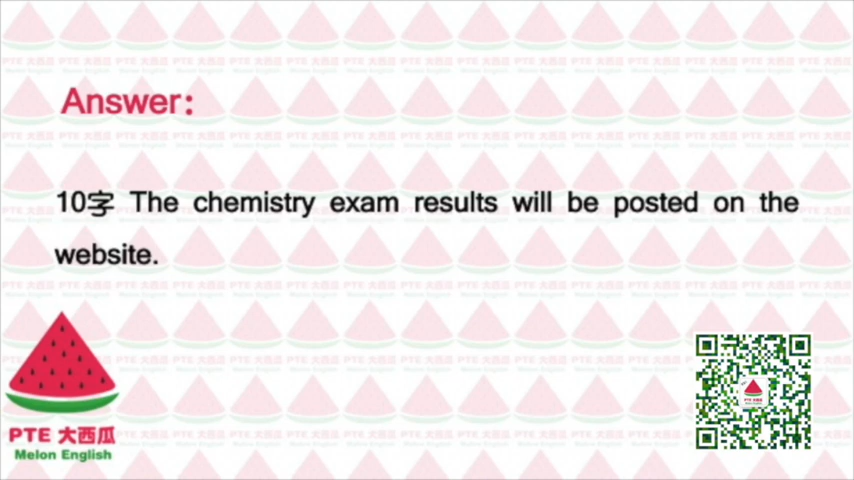 Answer:
10字 The chemistry exam results will be posted on the
website.
PTE 大西瓜
Melon English